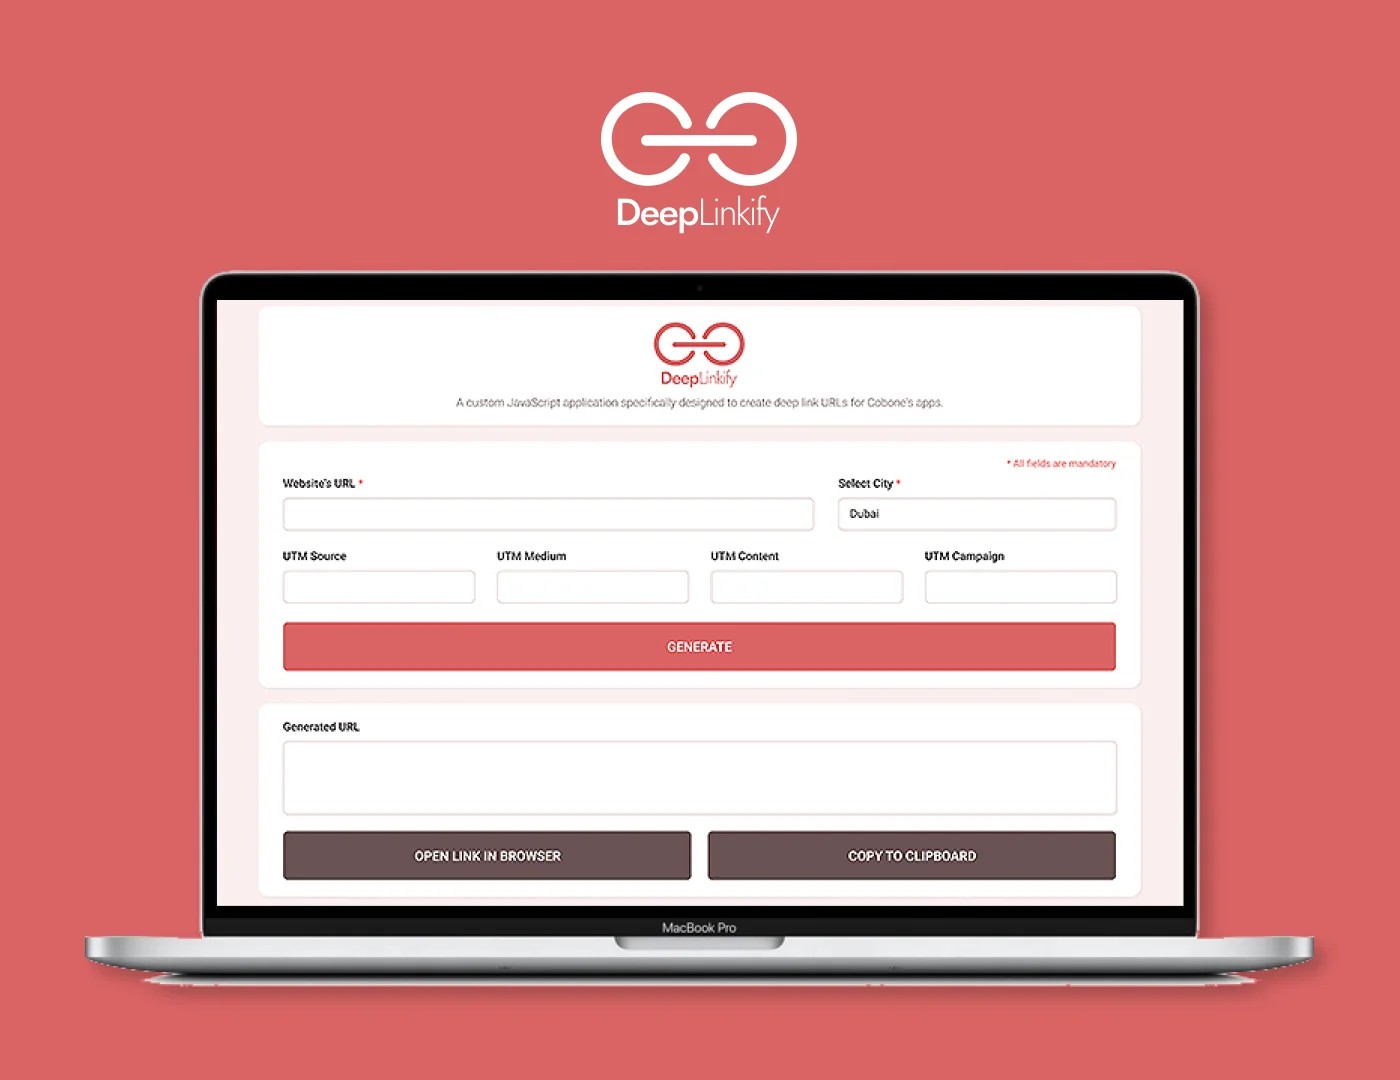 DeepLinkify
DeepLinkify
A custom JavaScript application specifically designed to create deep link URLs for Cobone's apps.
* All fields are mandatory
Website's URL *
Select City *
Dubai
UTM Source
UTM Medium
UTM Content
UTM Campaign
GENERATE
Generated URL
OPEN LINK IN BROWSER
COPY TO CLIPBOARD
MacBook Pro